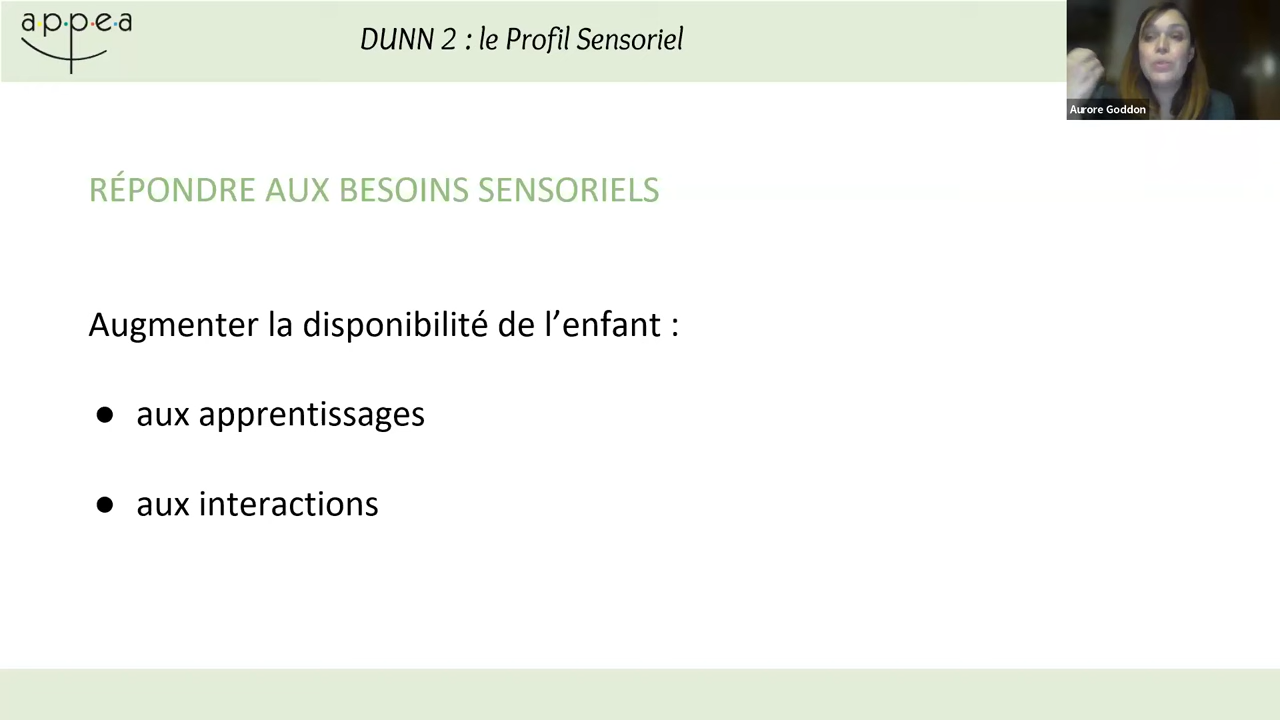 a·p·p·e·a
DUNN 2 : le Profil Sensoriel
Aurore Goddon
RÉPONDRE AUX BESOINS SENSORIELS
Augmenter la disponibilité de l’enfant :
● aux apprentissages
● aux interactions